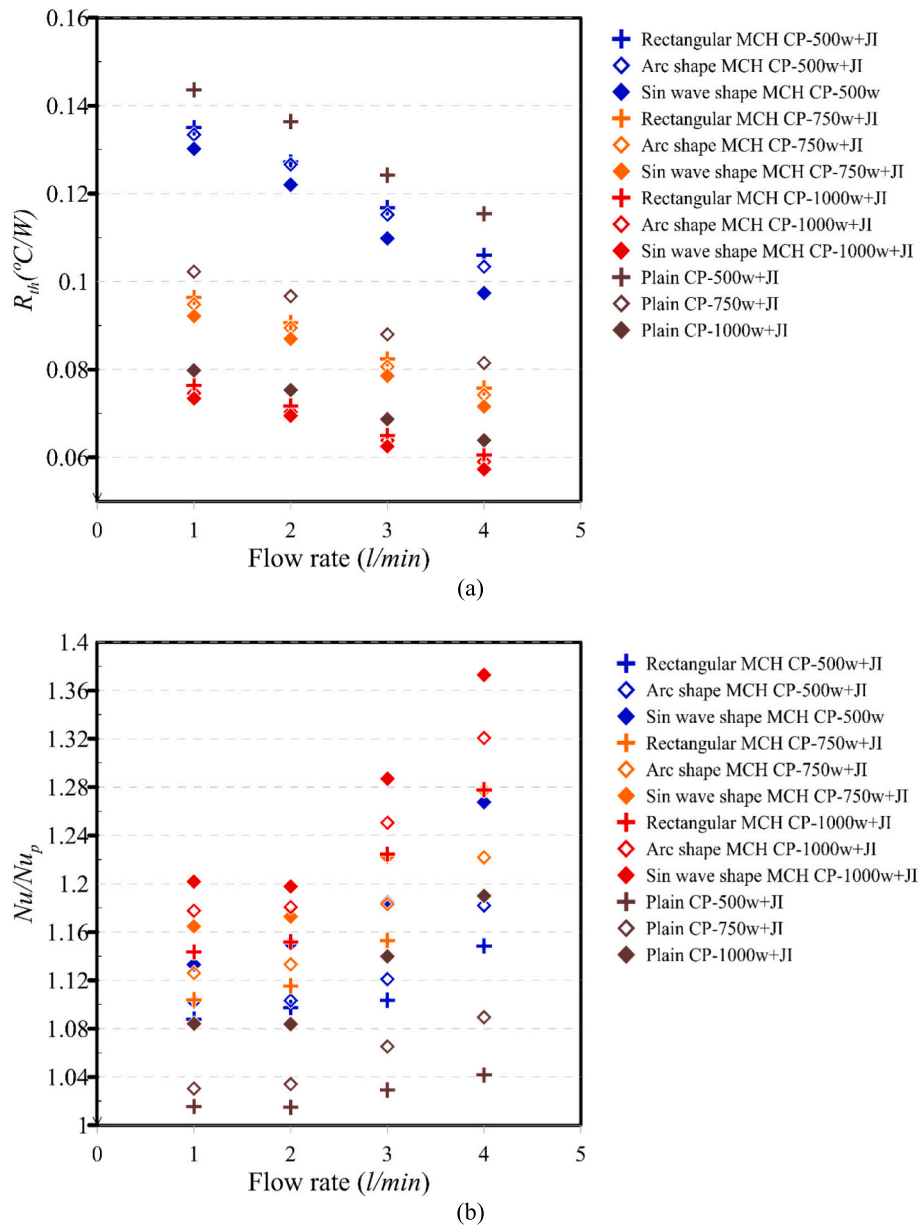 0.16
0.14
0.12
0.1
0.08
0.06
R_th(°C/W)
0 1 2 3 4 5
Flow rate (l/min)
Rectangular MCH CP-500w+JI
Arc shape MCH CP-500w+JI
Sin wave shape MCH CP-500w
Rectangular MCH CP-750w+JI
Arc shape MCH CP-750w+JI
Sin wave shape MCH CP-750w+JI
Rectangular MCH CP-1000w+JI
Arc shape MCH CP-1000w+JI
Sin wave shape MCH CP-1000w+JI
Plain CP-500w+JI
Plain CP-750w+JI
Plain CP-1000w+JI
(a)
1.4
1.36
1.32
1.28
1.24
1.2
1.16
1.12
1.08
1.04
1
Nu/Nu_p
0 1 2 3 4 5
Flow rate (l/min)
Rectangular MCH CP-500w+JI
Arc shape MCH CP-500w+JI
Sin wave shape MCH CP-500w
Rectangular MCH CP-750w+JI
Arc shape MCH CP-750w+JI
Sin wave shape MCH CP-750w+JI
Rectangular MCH CP-1000w+JI
Arc shape MCH CP-1000w+JI
Sin wave shape MCH CP-1000w+JI
Plain CP-500w+JI
Plain CP-750w+JI
Plain CP-1000w+JI
(b)